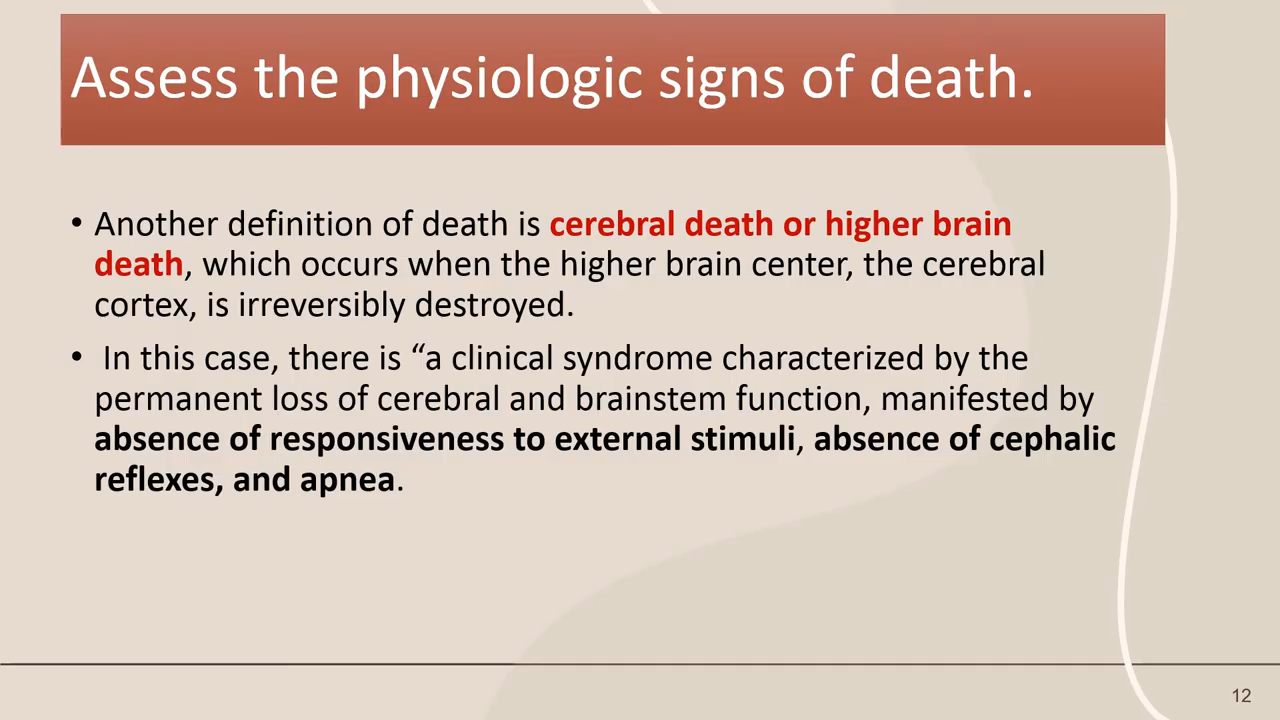 Assess the physiologic signs of death.
• Another definition of death is cerebral death or higher brain
death, which occurs when the higher brain center, the cerebral
cortex, is irreversibly destroyed.
• In this case, there is “a clinical syndrome characterized by the
permanent loss of cerebral and brainstem function, manifested by
absence of responsiveness to external stimuli, absence of cephalic
reflexes, and apnea.
12